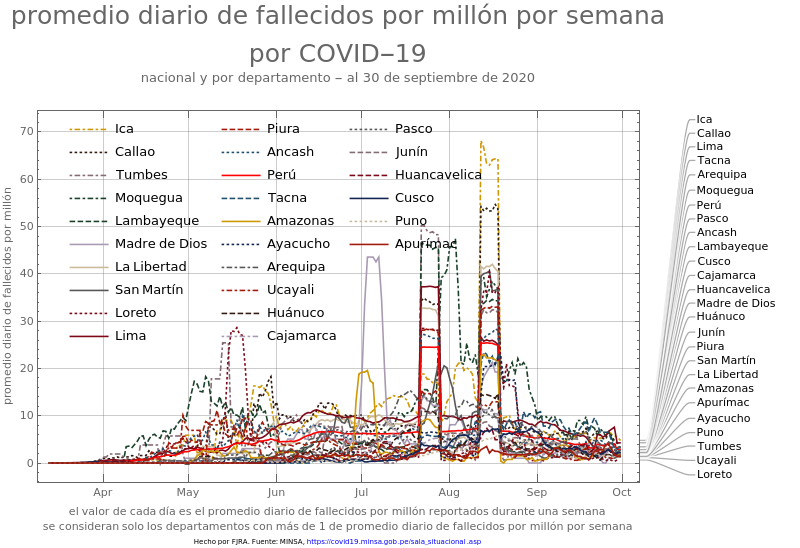 promedio diario de fallecidos por millón por semana
por COVID−19
nacional y por departamento − al 30 de septiembre de 2020
promedio diario de fallecidos por millón
70
60
50
40
30
20
10
0
Apr
May
Jun
Jul
Aug
Sep
Oct
Ica
Callao
Tumbes
Moquegua
Lambayeque
Madre de Dios
La Libertad
San Martín
Loreto
Lima
Piura
Ancash
Perú
Tacna
Amazonas
Ayacucho
Arequipa
Ucayali
Huánuco
Cajamarca
Pasco
Junín
Huancavelica
Cusco
Puno
Apurímac
Ica
Callao
Lima
Tacna
Arequipa
Moquegua
Perú
Pasco
Ancash
Lambayeque
Cusco
Cajamarca
Huancavelica
Madre de Dios
Huánuco
Junín
Piura
San Martín
La Libertad
Amazonas
Apurímac
Ayacucho
Puno
Tumbes
Ucayali
Loreto
el valor de cada día es el promedio diario de fallecidos por millón reportados durante una semana
se consideran solo los departamentos con más de 1 de promedio diario de fallecidos por millón por semana
Hecho por FJRA. Fuente: MINSA, https://covid19.minsa.gob.pe/sala_situacional.asp